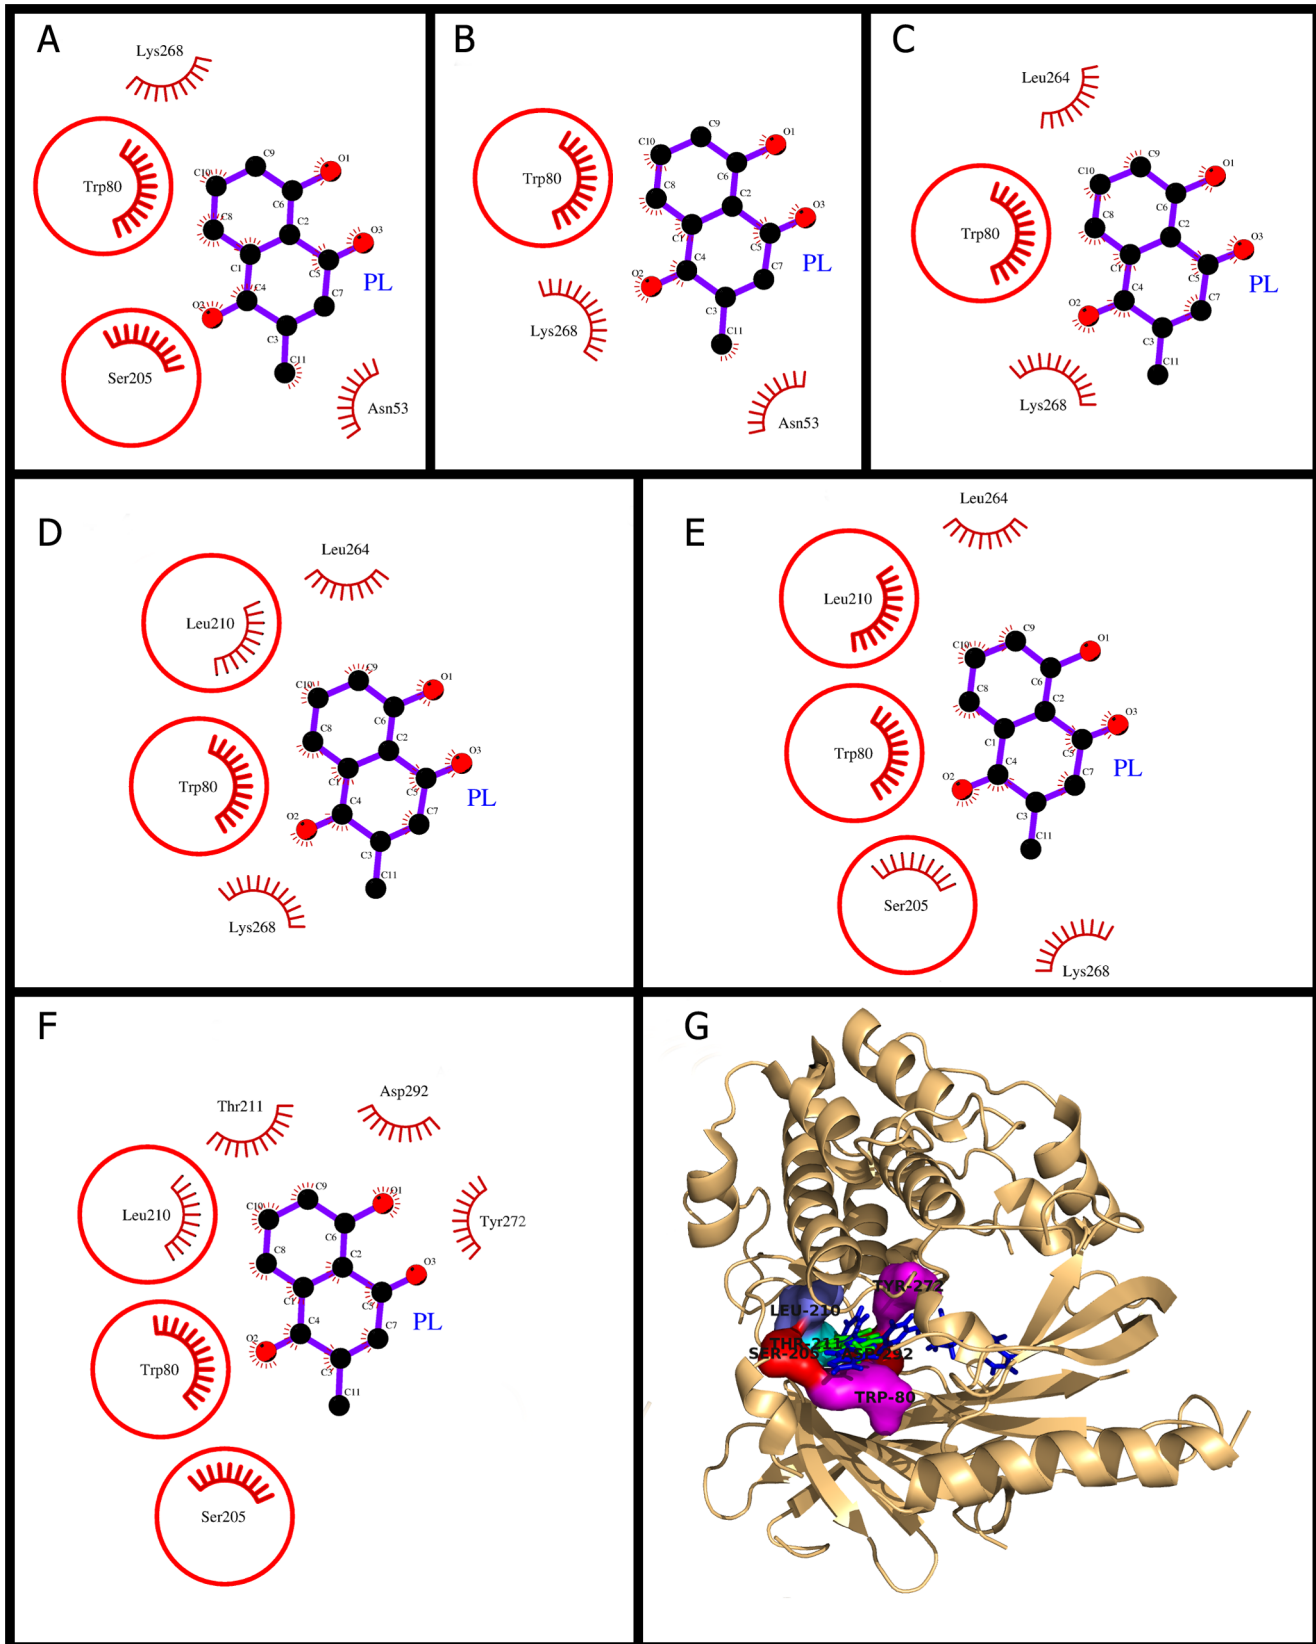 A
Lys268
Trp80
Ser205
Asn53
C10
C9
O1
C6
C8
C2
O3
C1
C5
PL
C4
O2
C7
C3
C11
B
Trp80
Lys268
Asn53
C9
O1
C10
C6
C8
C2
O3
C1
C5
PL
C4
O2
C7
C3
C11
C
Leu264
Trp80
Lys268
C9
O1
C10
C6
C8
C2
O3
C1
C5
PL
C4
O2
C7
C3
C11
D
Leu264
Leu210
Trp80
Lys268
C9
O1
C10
C6
C8
C2
O3
C1
C5
PL
C4
O2
C7
C3
C11
E
Leu264
Leu210
Trp80
Ser205
Lys268
C9
O1
C10
C6
C8
C2
O3
C1
C5
PL
C4
O2
C7
C3
C11
F
Asp292
Thr211
Leu210
Tyr272
Trp80
Ser205
C9
O1
C10
C6
C8
C2
O3
C1
C5
PL
C4
O2
C7
C3
C11
G
TYR-272
LEU-210
THR-211
SER-205
ASP-292
TRP-80